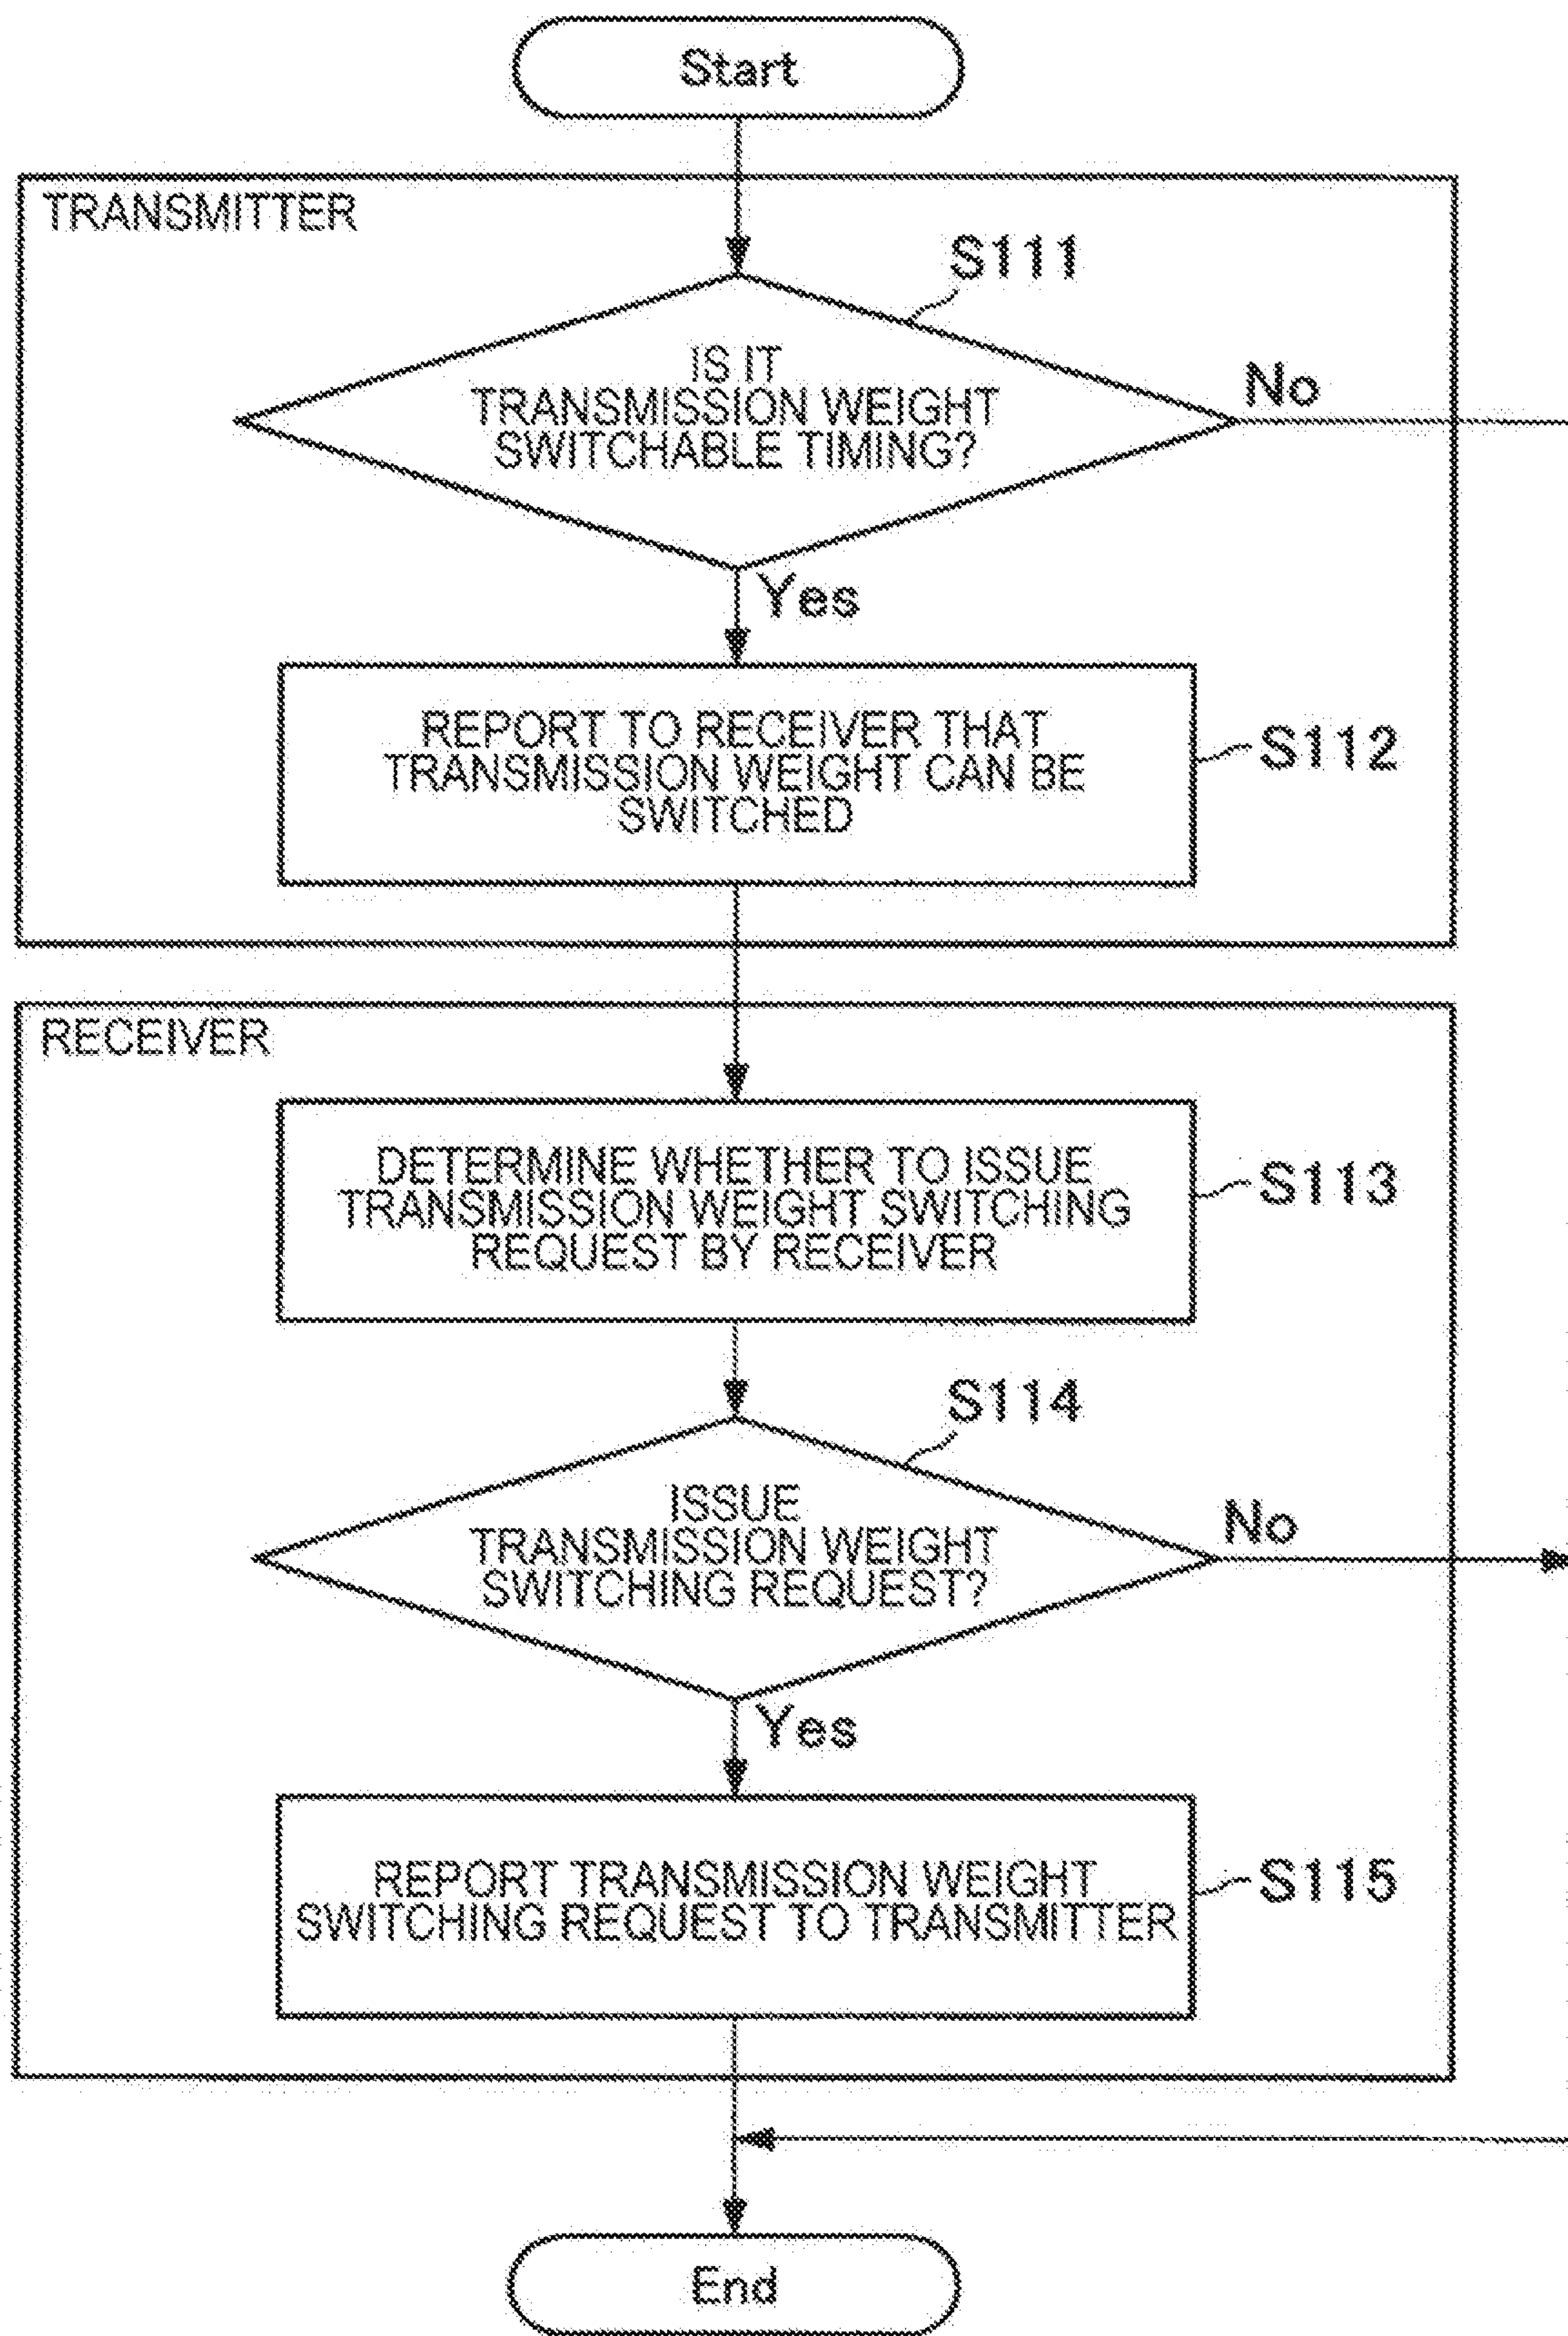 Start
TRANSMITTER
S111
IS IT
TRANSMISSION WEIGHT
SWITCHABLE TIMING?
No
Yes
REPORT TO RECEIVER THAT
TRANSMISSION WEIGHT CAN BE
SWITCHED
S112
RECEIVER
DETERMINE WHETHER TO ISSUE
TRANSMISSION WEIGHT SWITCHING
REQUEST BY RECEIVER
S113
S114
ISSUE
TRANSMISSION WEIGHT
SWITCHING REQUEST?
No
Yes
REPORT TRANSMISSION WEIGHT
SWITCHING REQUEST TO TRANSMITTER
S115
End